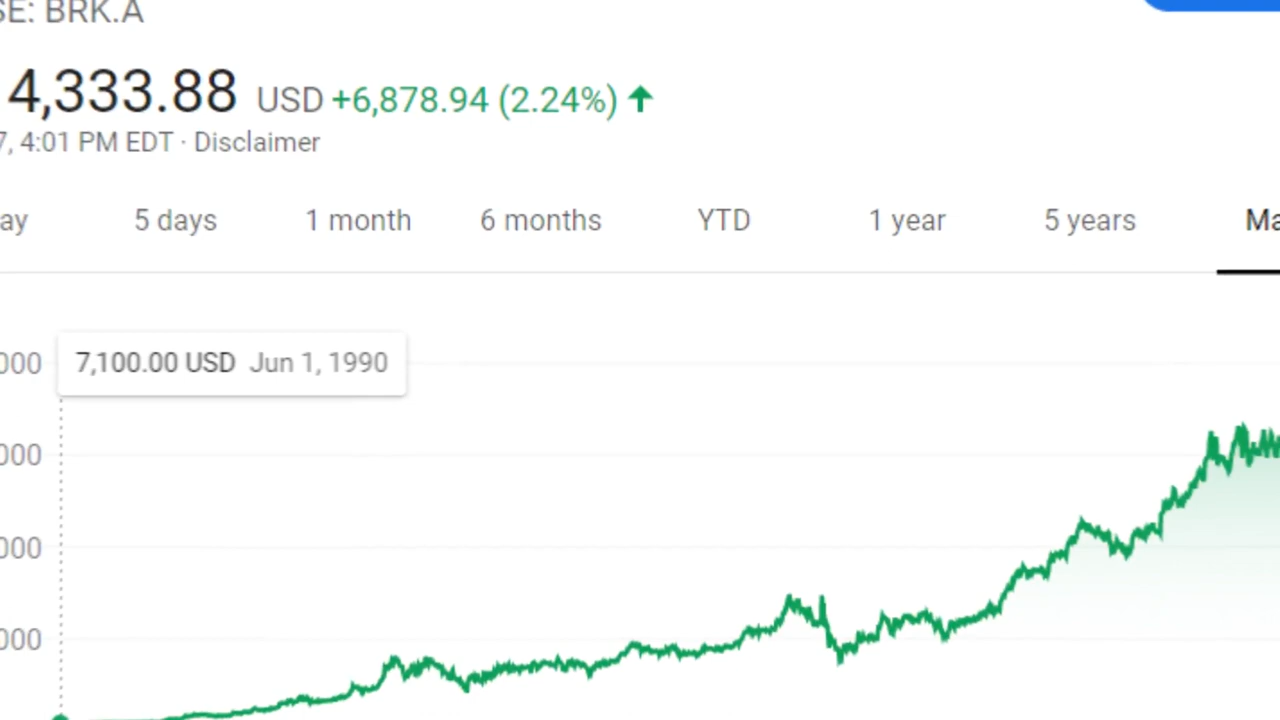 SE: BRK.A
4,333.88 USD +6,878.94 (2.24%)
7, 4:01 PM EDT · Disclaimer
ay 5 days 1 month 6 months YTD 1 year 5 years Ma
000 7,100.00 USD Jun 1, 1990
000
000
000